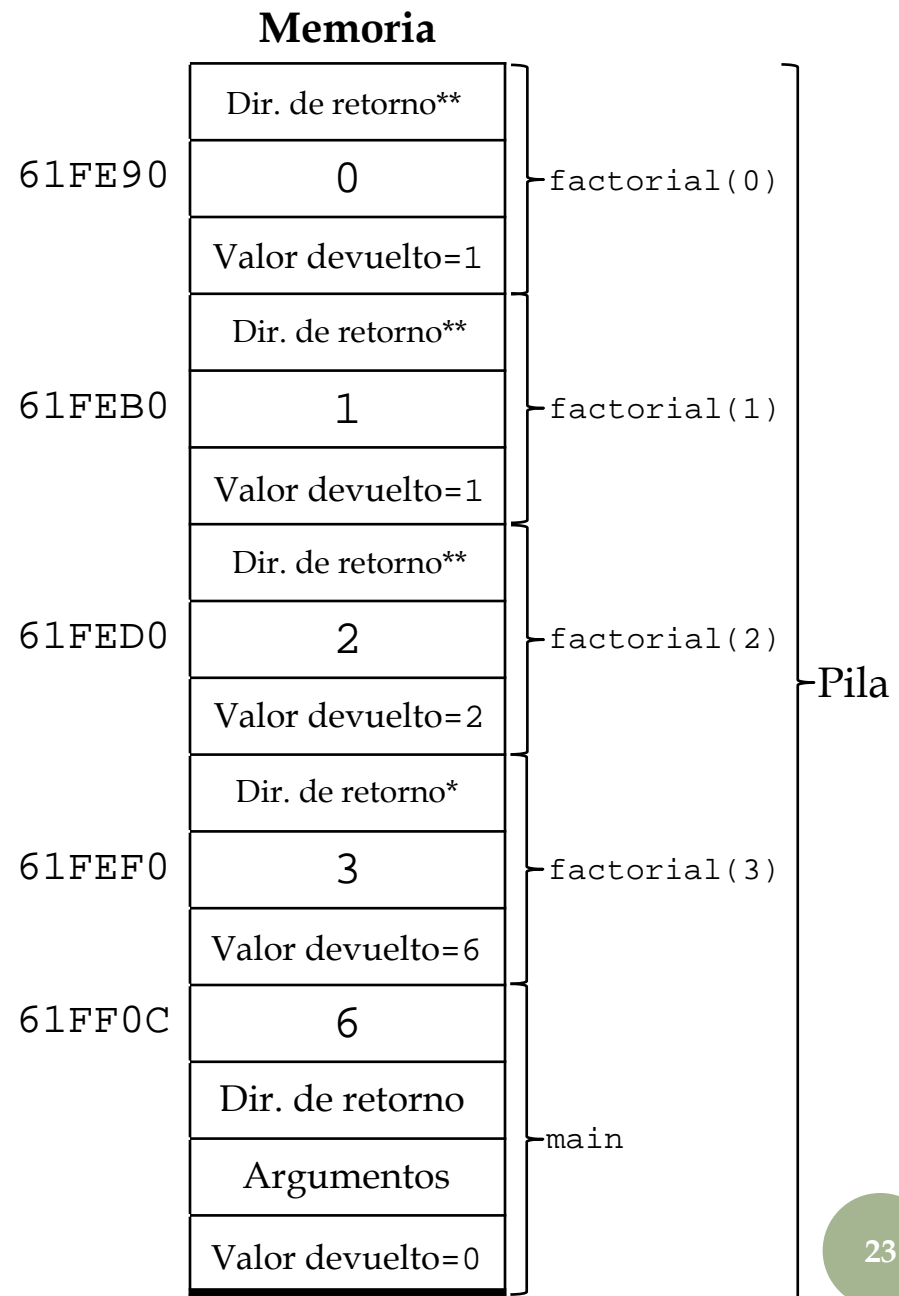 Memoria
Dir. de retorno**
61FE90 0 factorial(0)
Valor devuelto=1
Dir. de retorno**
61FEB0 1 factorial(1)
Valor devuelto=1
Dir. de retorno**
61FED0 2 factorial(2)
Pila
Valor devuelto=2
Dir. de retorno*
61FEF0 3 factorial(3)
Valor devuelto=6
61FF0C 6
Dir. de retorno
main
Argumentos
Valor devuelto=0
23